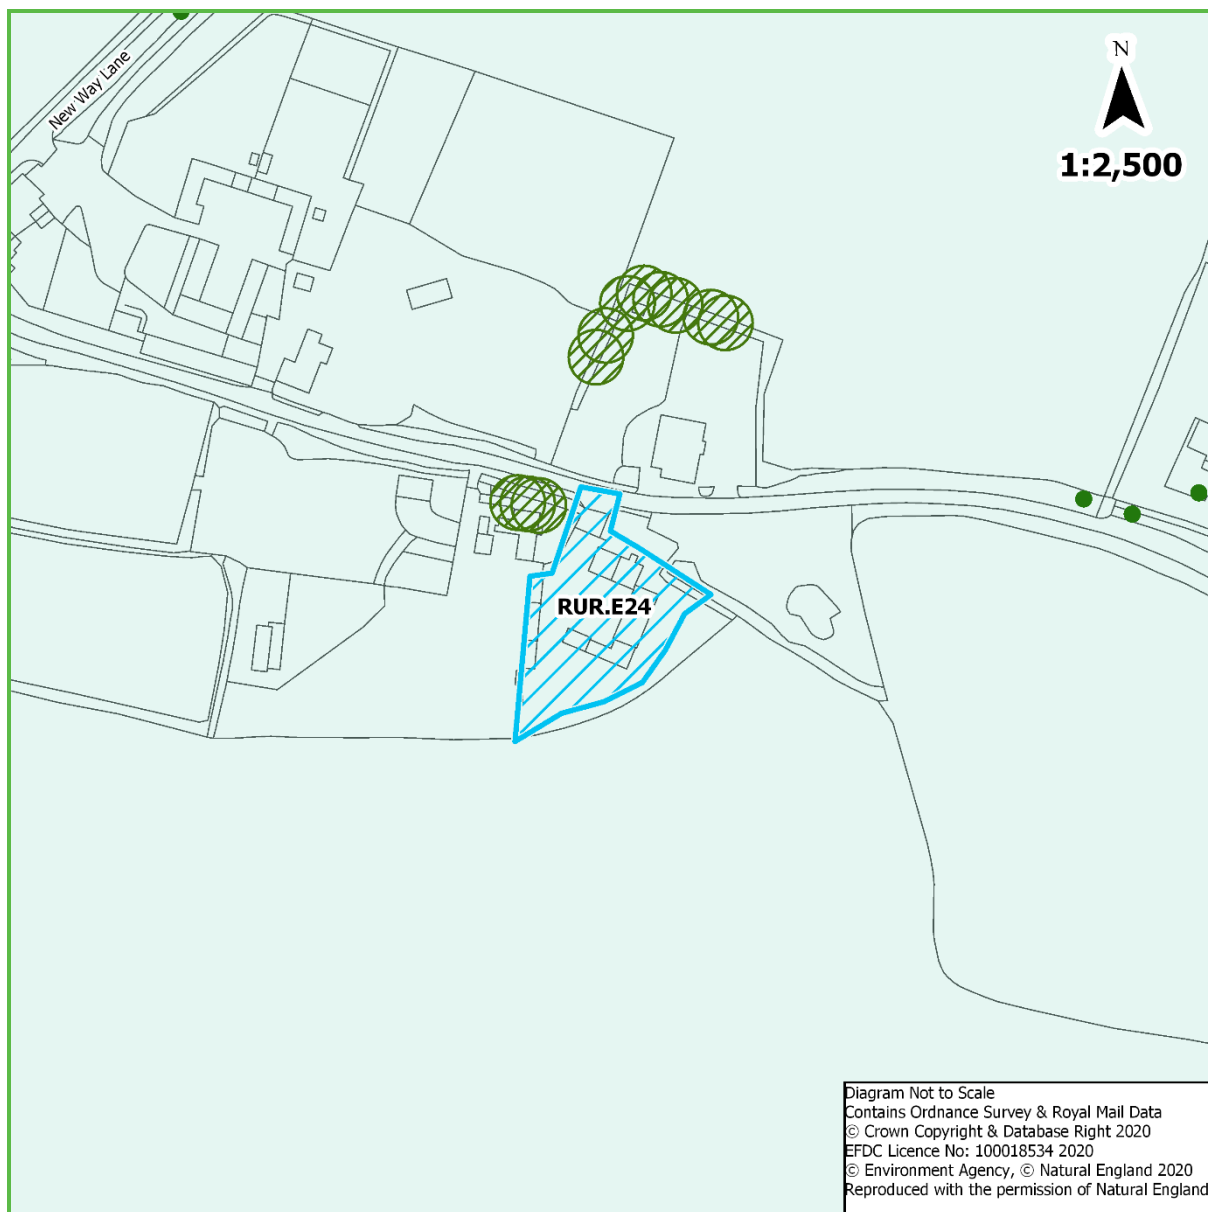 New Way Lane
N
1:2,500
RUR.E24
Diagram Not to Scale
Contains Ordnance Survey & Royal Mail Data
© Crown Copyright & Database Right 2020
EFDC Licence No: 100018534 2020
© Environment Agency, © Natural England 2020
Reproduced with the permission of Natural England